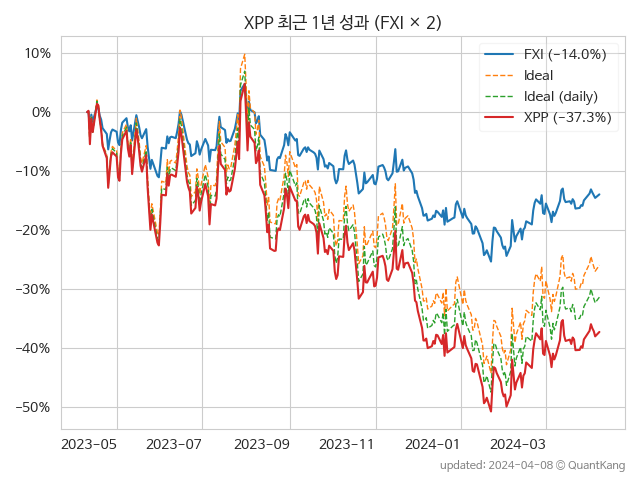 XPP 최근 1년 성과 (FXI × 2)
10%
0%
−10%
−20%
−30%
−40%
−50%
FXI (−14.0%)
Ideal
Ideal (daily)
XPP (−37.3%)
2023-05 2023-07 2023-09 2023-11 2024-01 2024-03
updated: 2024-04-08 © QuantKang